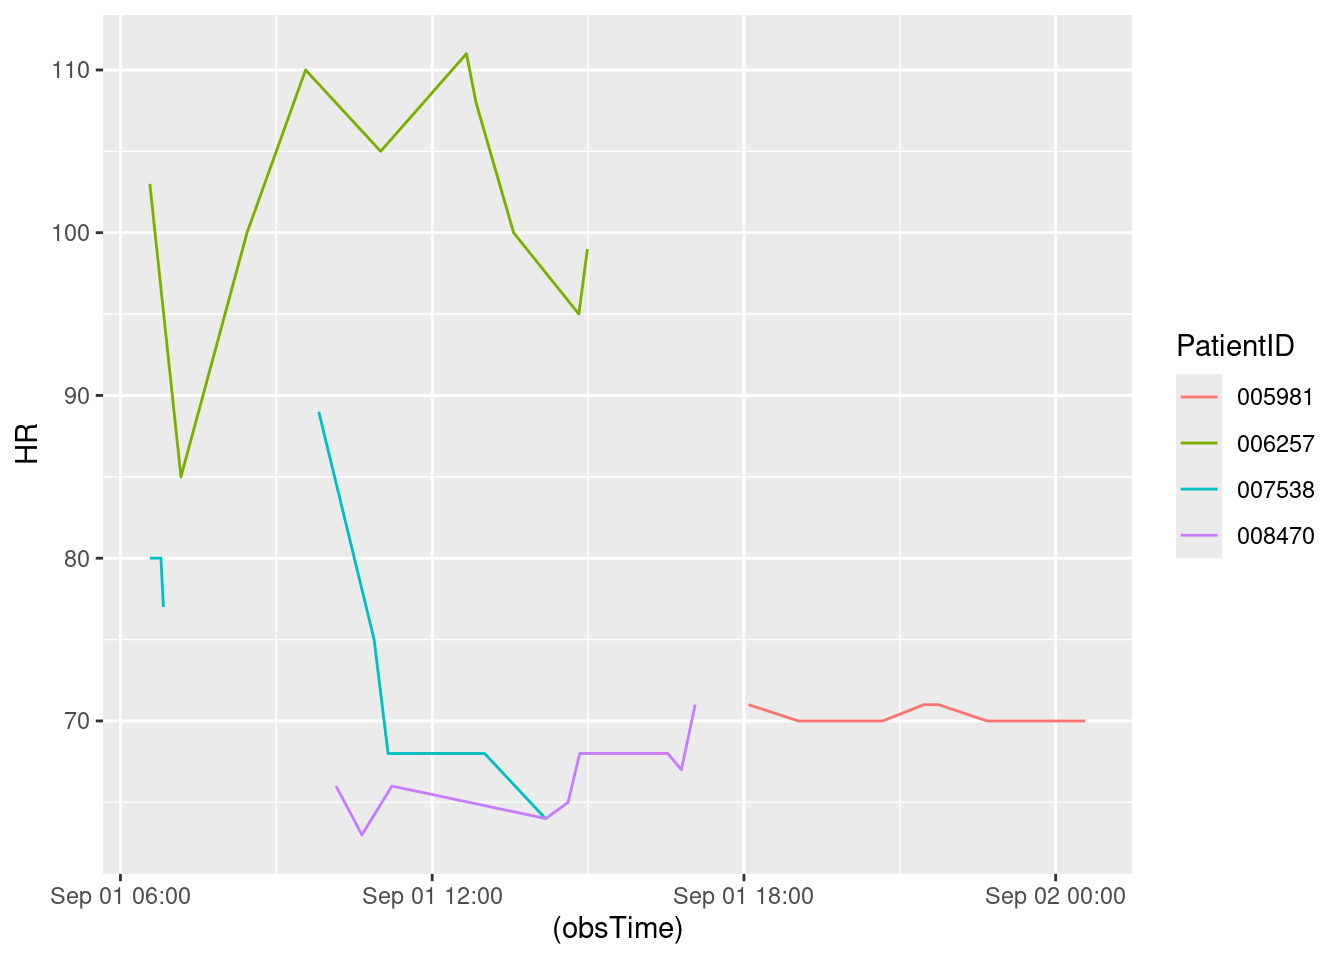 110
100
90
80
70
HR
Sep 01 06:00
Sep 01 12:00
Sep 01 18:00
Sep 02 00:00
(obsTime)
PatientID
005981
006257
007538
008470